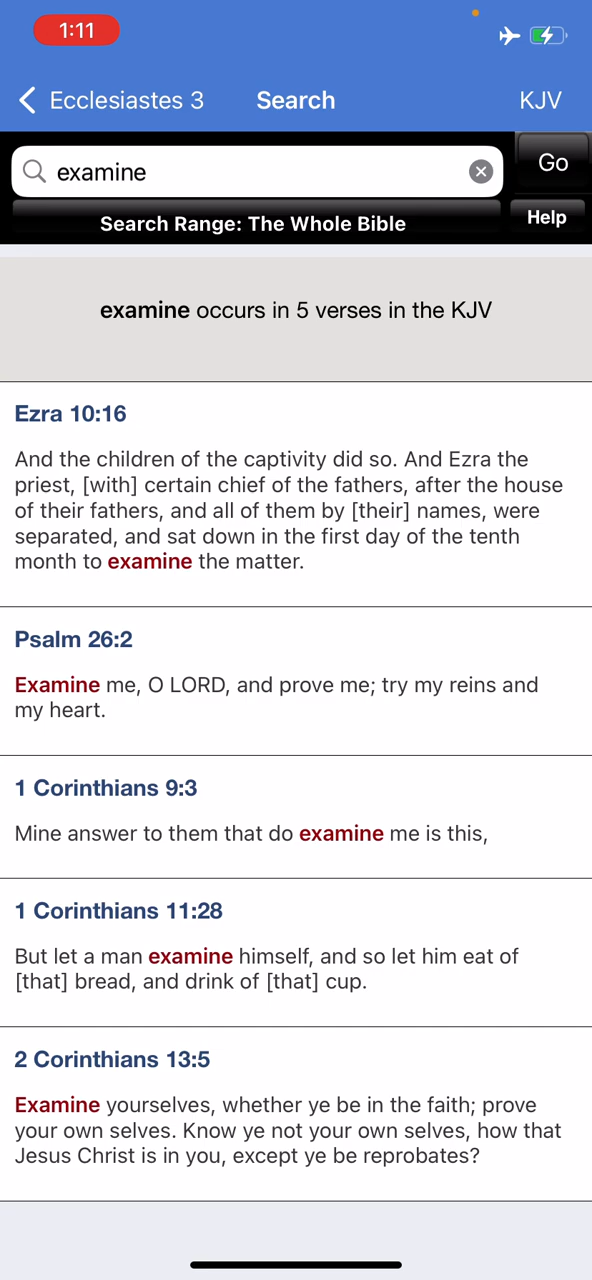 1:11
Ecclesiastes 3 Search KJV
examine Go
Search Range: The Whole Bible Help
examine occurs in 5 verses in the KJV
Ezra 10:16
And the children of the captivity did so. And Ezra the
priest, [with] certain chief of the fathers, after the house
of their fathers, and all of them by [their] names, were
separated, and sat down in the first day of the tenth
month to examine the matter.
Psalm 26:2
Examine me, O LORD, and prove me; try my reins and
my heart.
1 Corinthians 9:3
Mine answer to them that do examine me is this,
1 Corinthians 11:28
But let a man examine himself, and so let him eat of
[that] bread, and drink of [that] cup.
2 Corinthians 13:5
Examine yourselves, whether ye be in the faith; prove
your own selves. Know ye not your own selves, how that
Jesus Christ is in you, except ye be reprobates?